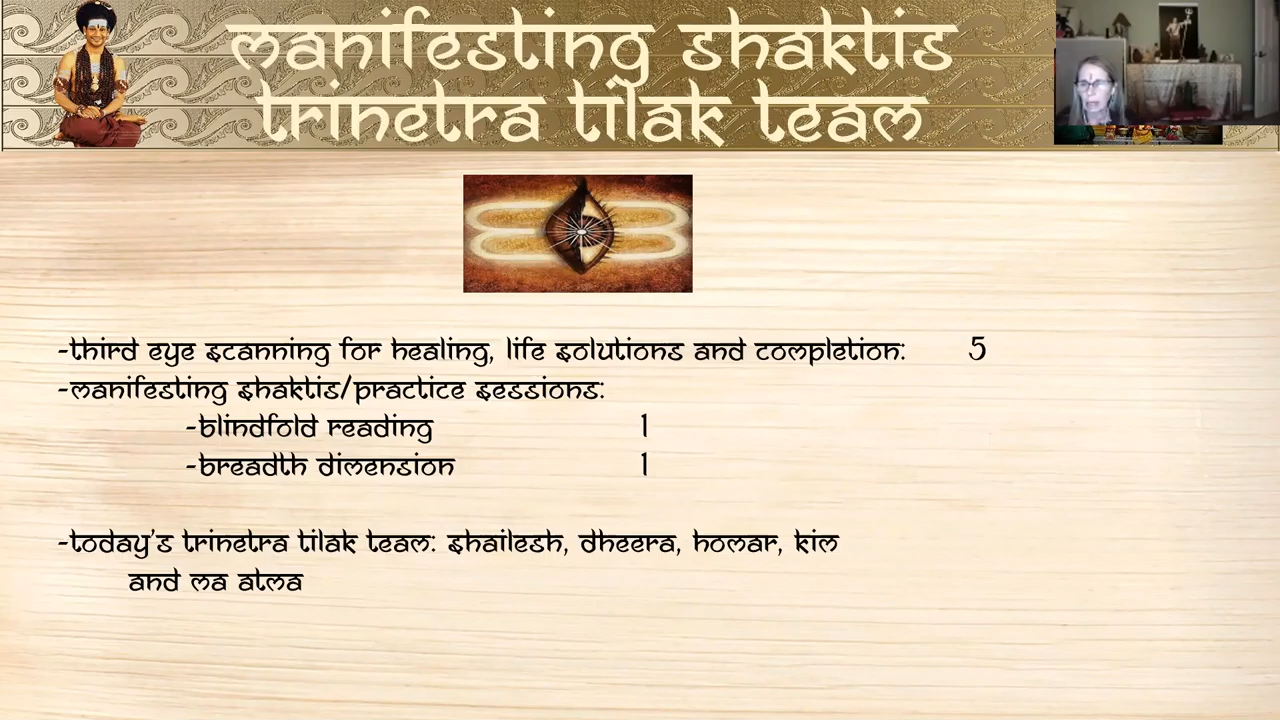 manifesting shaktis
trinetra tilak team
-third eye scanning for healing, life solutions and completion: 5
-manifesting shaktis/practice sessions:
-blindfold reading 1
-breadth dimension 1
-today's trinetra tilak team: shailesh, dheera, homar, kim
and ma atma